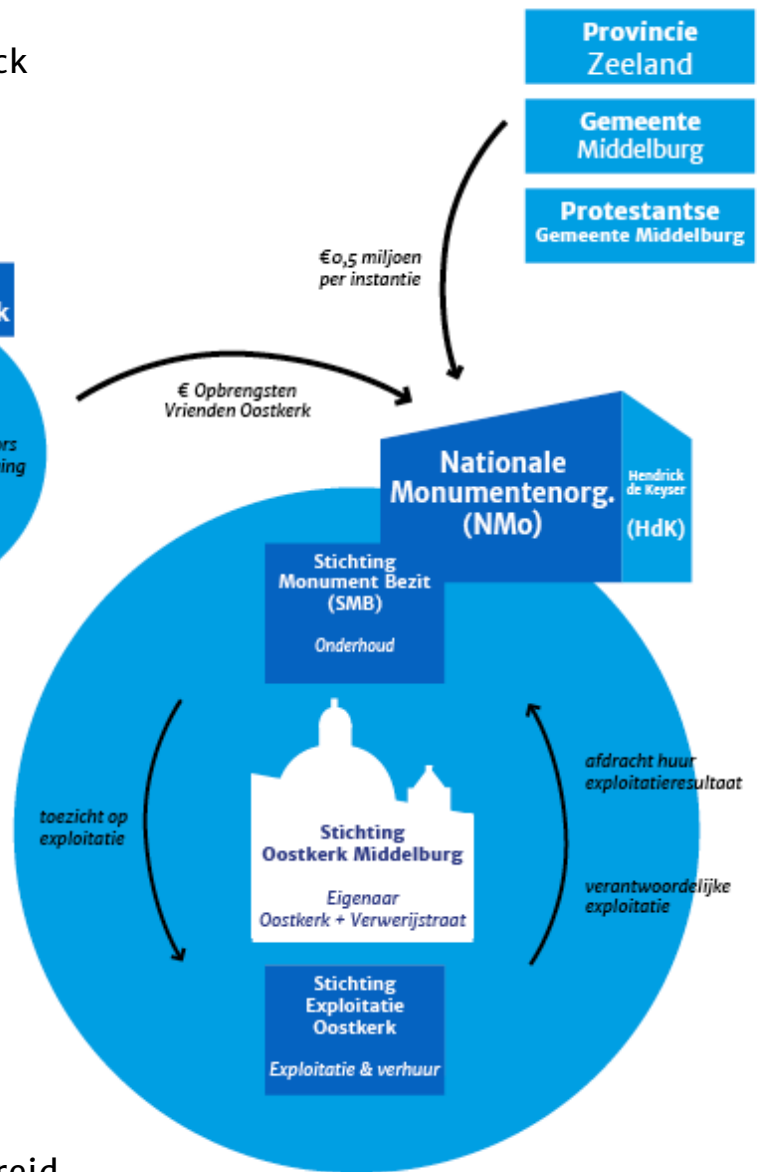 ck
Provincie
Zeeland
Gemeente
Middelburg
Protestantse
Gemeente Middelburg
€0,5 miljoen
per instantie
k
€ Opbrengsten
Vrienden Oostkerk
ors
ing
Nationale
Monumentenorg.
(NMo)
Hendrick
de Keyser
(HdK)
Stichting
Monument Bezit
(SMB)
Onderhoud
afdracht huur
exploitatieresultaat
toezicht op
exploitatie
Stichting
Oostkerk Middelburg
Eigenaar
Oostkerk + Verwerijstraat
verantwoordelijke
exploitatie
Stichting
Exploitatie
Oostkerk
Exploitatie & verhuur
reid